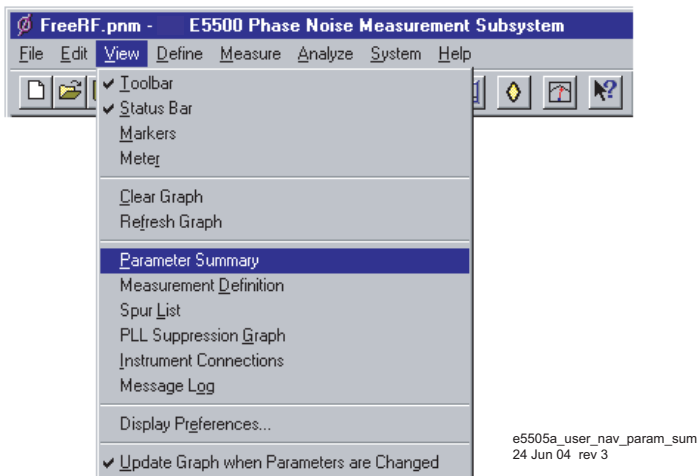 FreeRF.pnm - E5500 Phase Noise Measurement Subsystem
File Edit View Define Measure Analyze System Help
Toolbar
Status Bar
Markers
Meter
Clear Graph
Refresh Graph
Parameter Summary
Measurement Definition
Spur List
PLL Suppression Graph
Instrument Connections
Message Log
Display Preferences...
Update Graph when Parameters are Changed
e5505a_user_nav_param_sum
24 Jun 04 rev 3